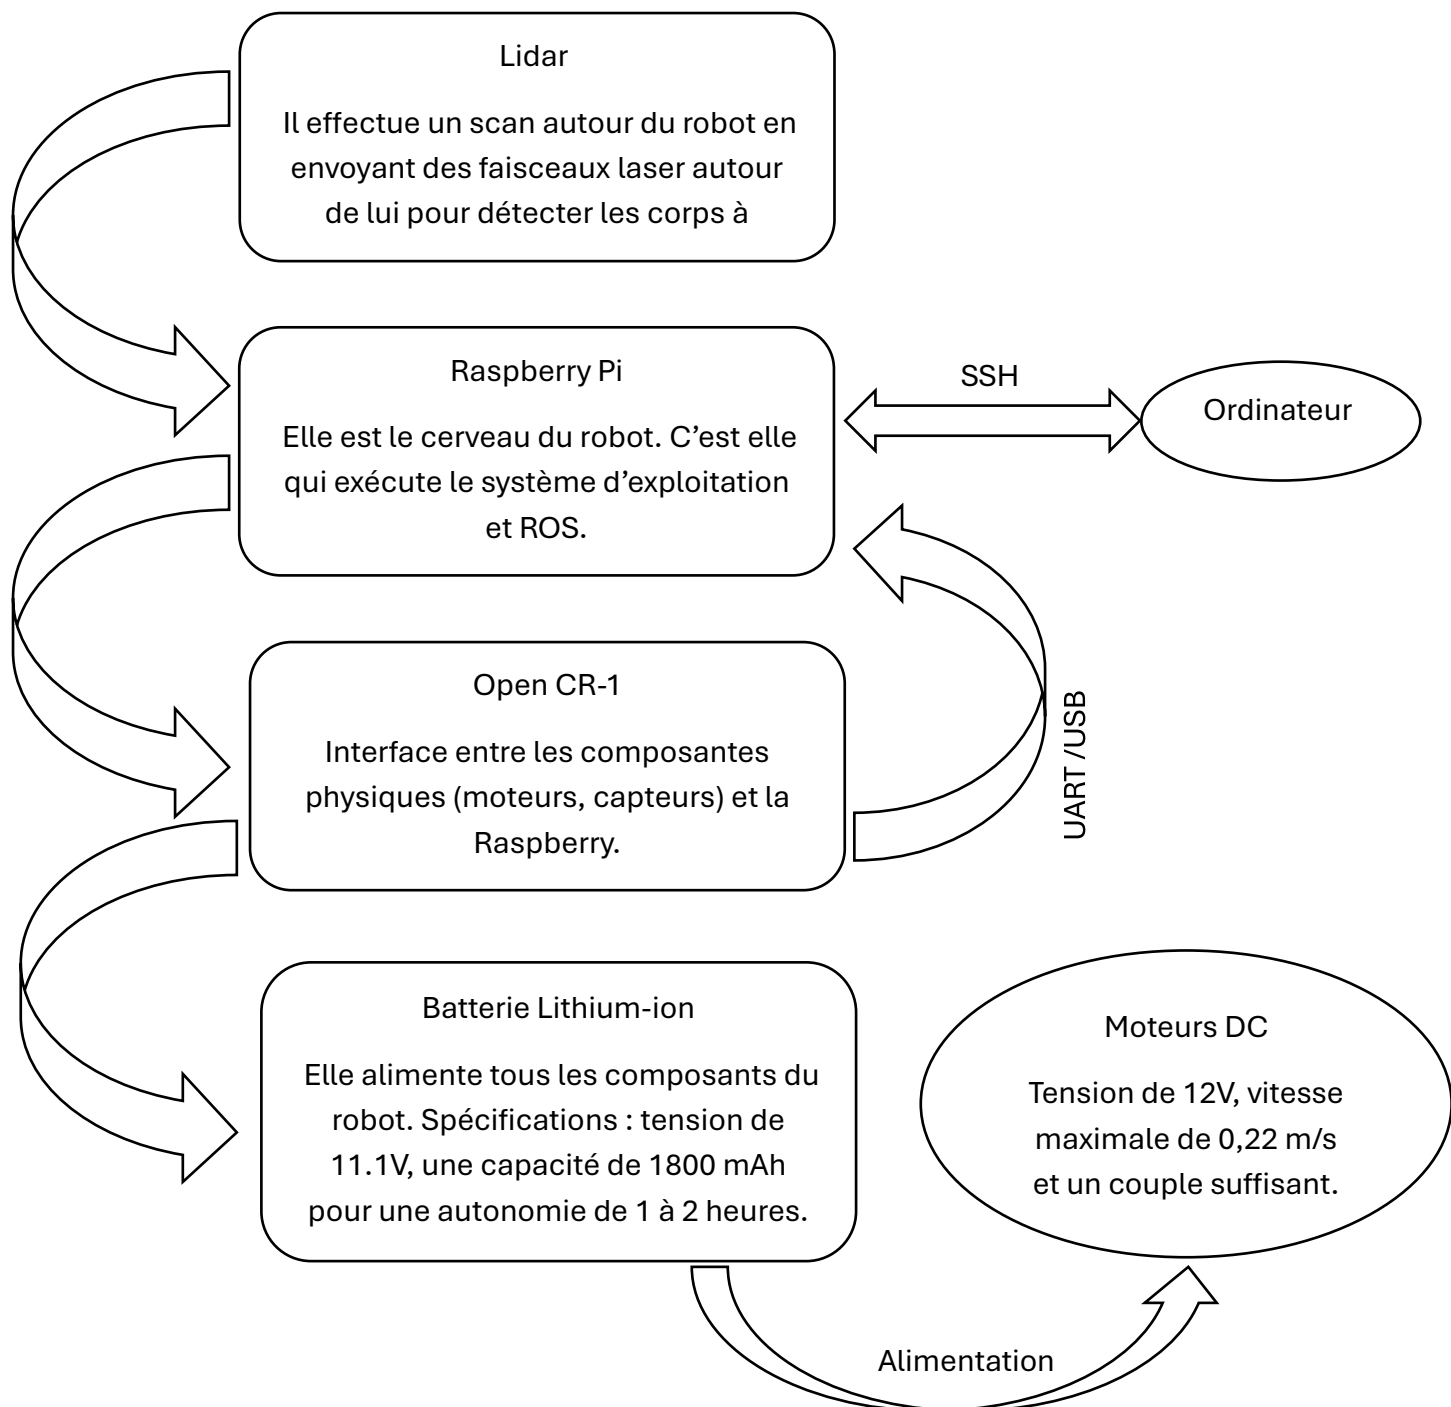 Lidar
Il effectue un scan autour du robot en
envoyant des faisceaux laser autour
de lui pour détecter les corps à
Raspberry Pi
Elle est le cerveau du robot. C’est elle
qui exécute le système d’exploitation
et ROS.
SSH
Ordinateur
Open CR-1
Interface entre les composantes
physiques (moteurs, capteurs) et la
Raspberry.
UART /USB
Batterie Lithium-ion
Elle alimente tous les composants du
robot. Spécifications : tension de
11.1V, une capacité de 1800 mAh
pour une autonomie de 1 à 2 heures.
Moteurs DC
Tension de 12V, vitesse
maximale de 0,22 m/s
et un couple suffisant.
Alimentation